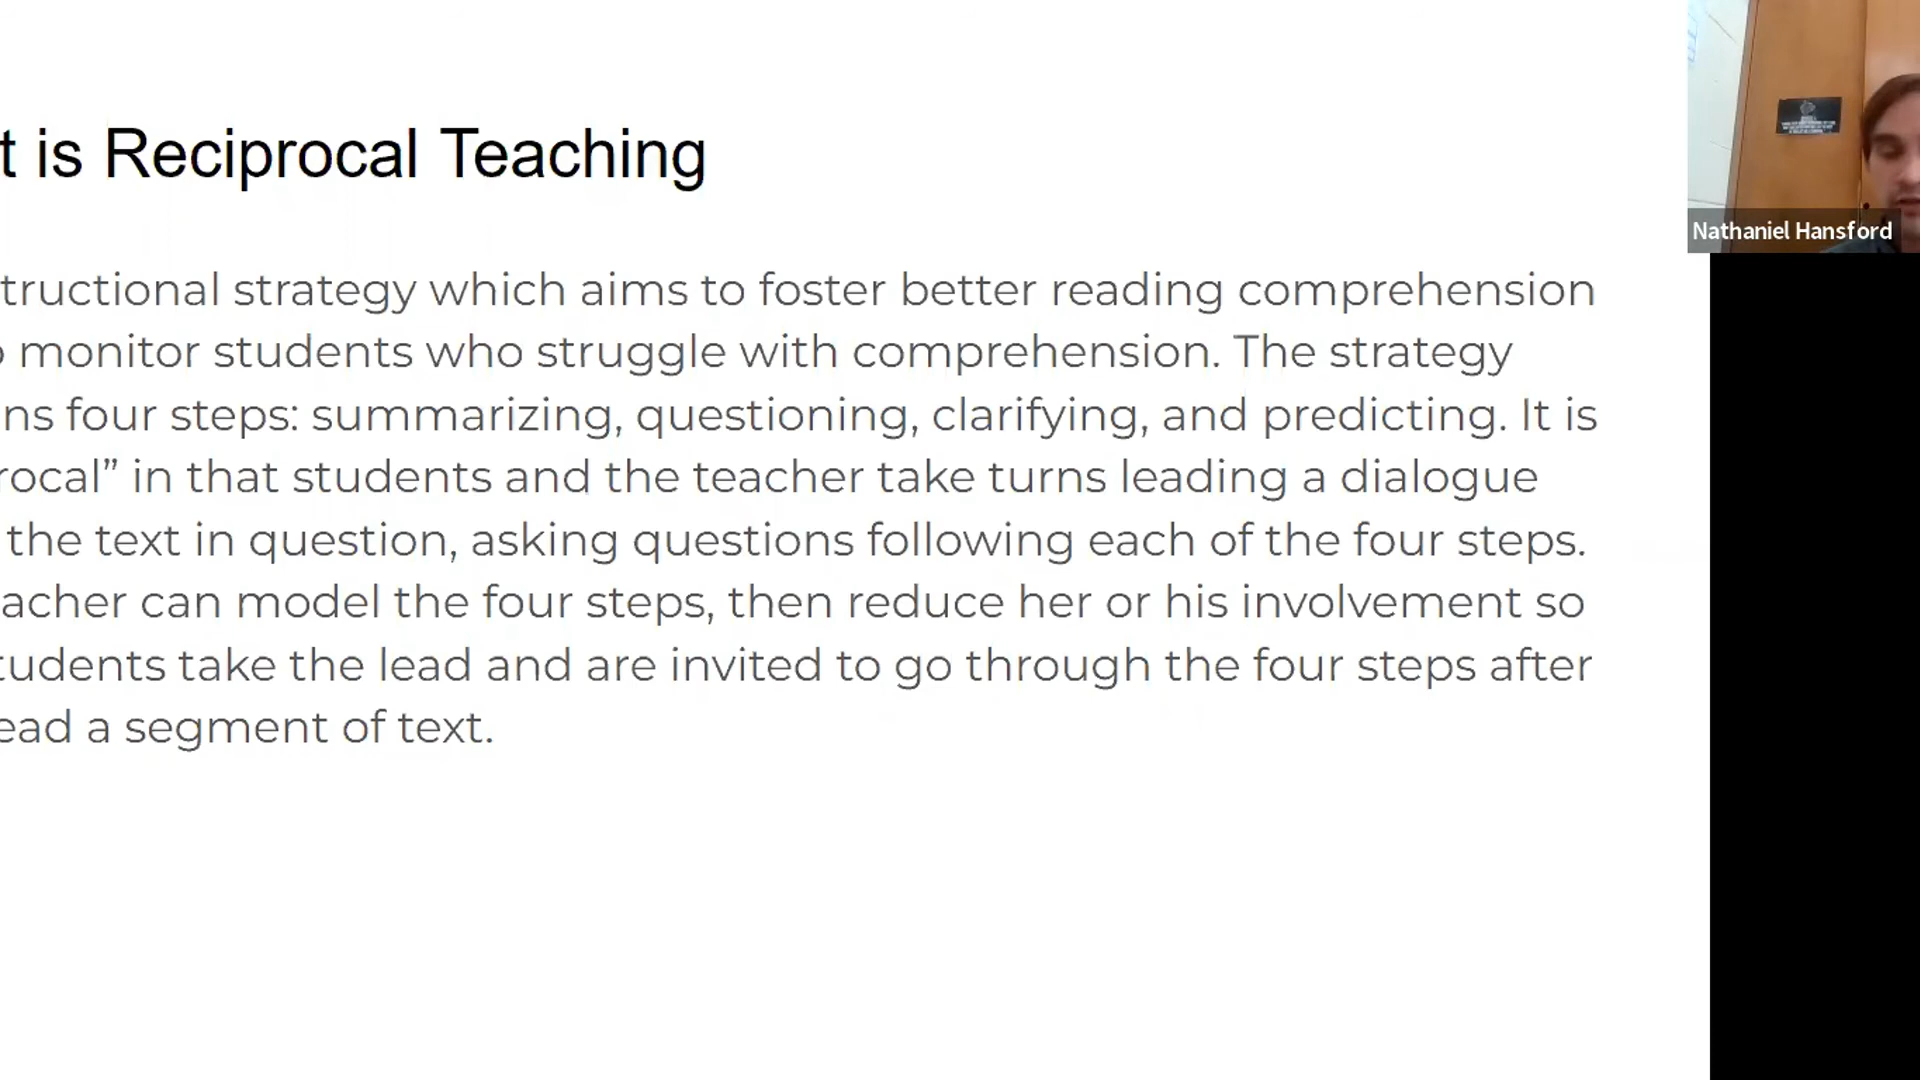 t is Reciprocal Teaching
Nathaniel Hansford
tructional strategy which aims to foster better reading comprehension
o monitor students who struggle with comprehension. The strategy
ns four steps: summarizing, questioning, clarifying, and predicting. It is
rocal” in that students and the teacher take turns leading a dialogue
the text in question, asking questions following each of the four steps.
acher can model the four steps, then reduce her or his involvement so
tudents take the lead and are invited to go through the four steps after
ead a segment of text.